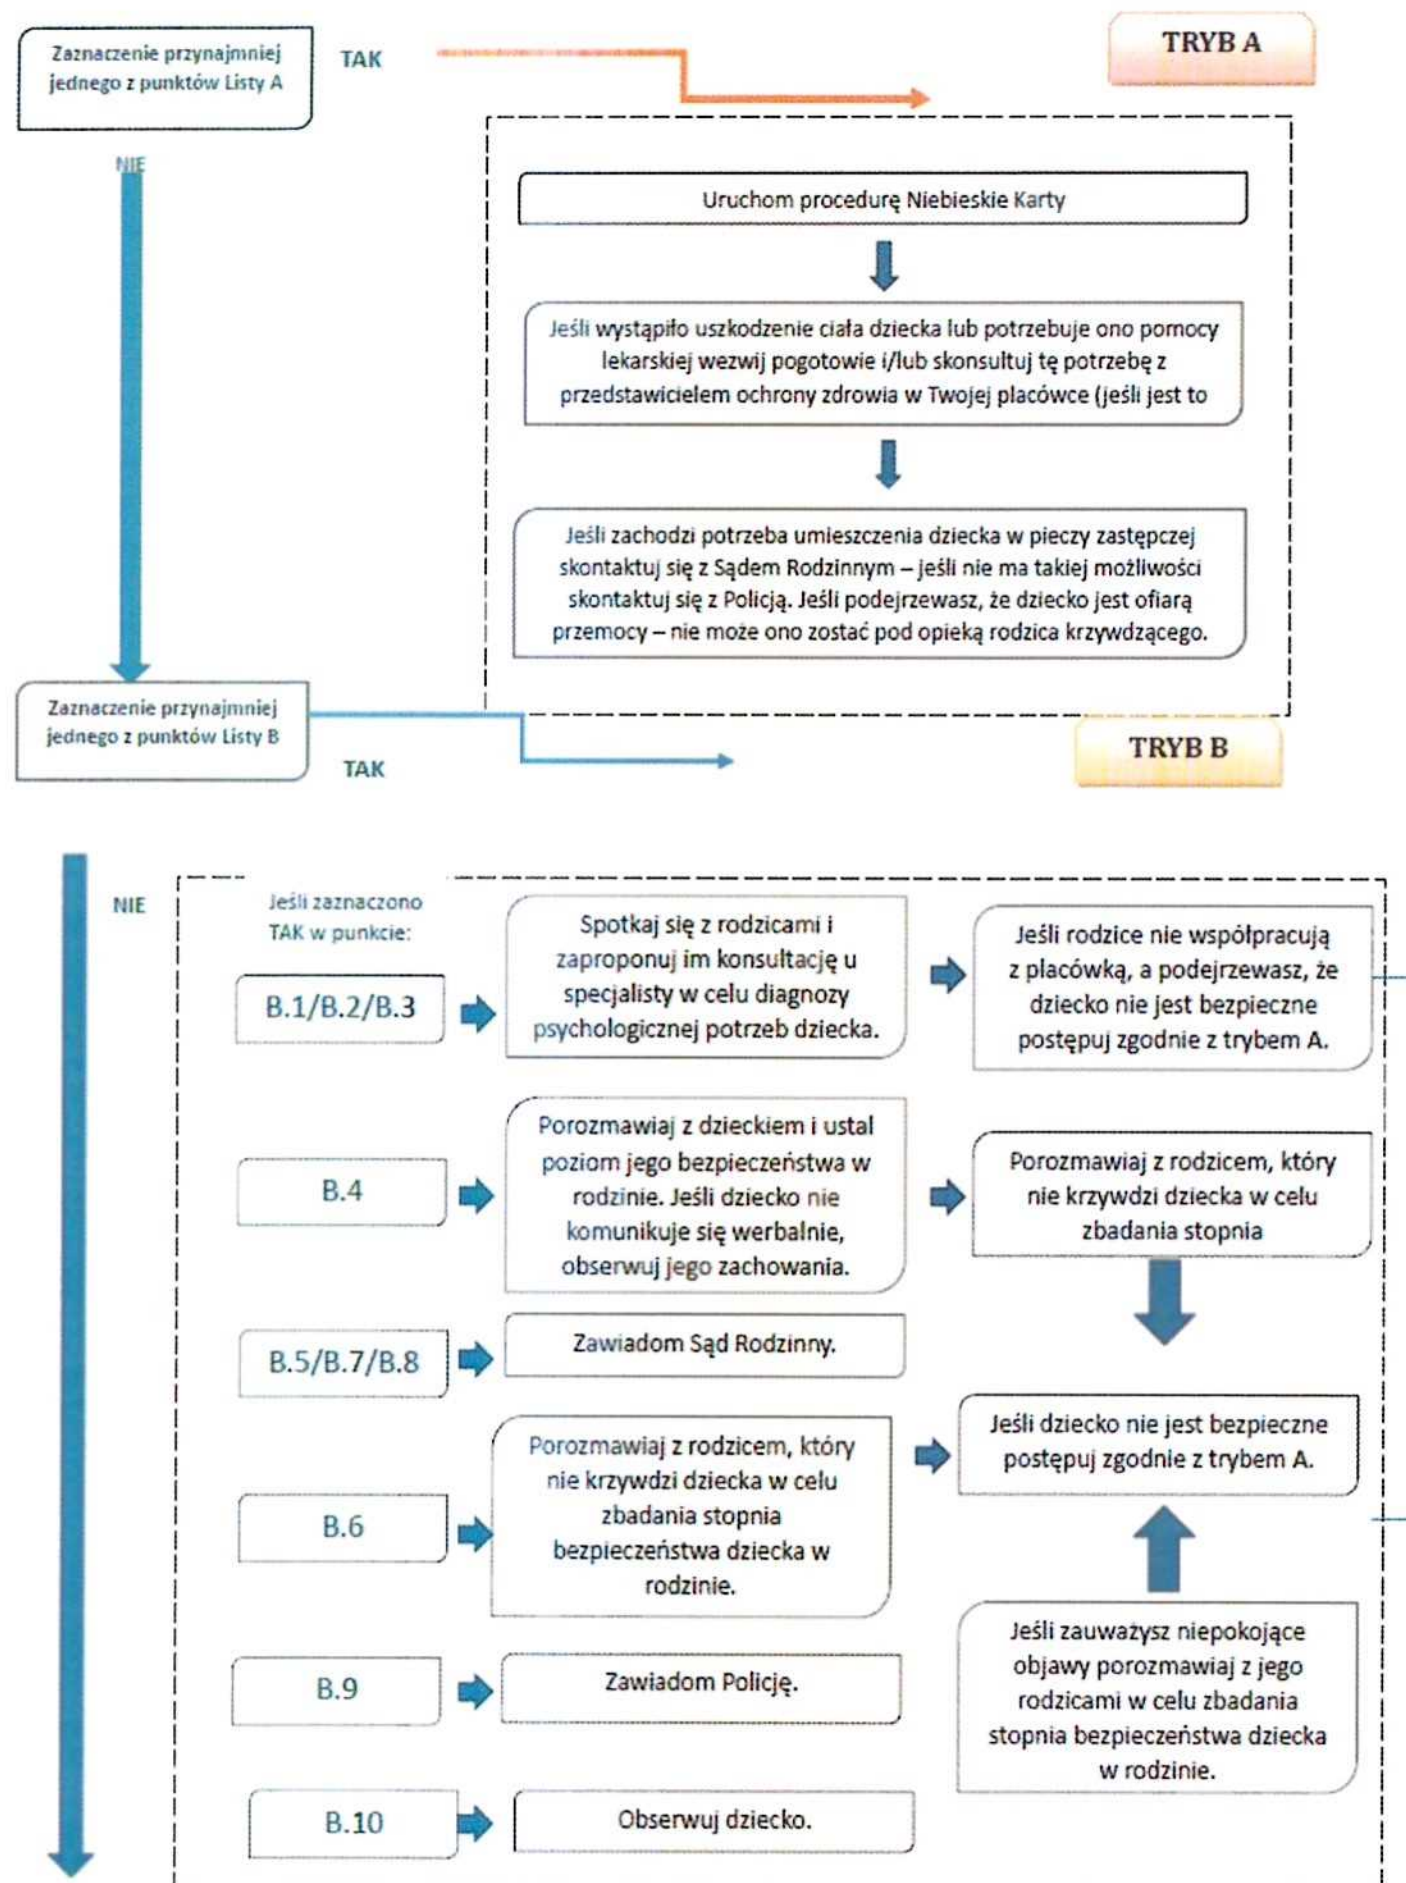 Zaznaczenie przynajmniej
jednego z punktów Listy A
TAK
TRYB A
NIE
Uruchom procedurę Niebieskie Karty
Jeśli wystąpiło uszkodzenie ciała dziecka lub potrzebuje ono pomocy
lekarskiej wezwij pogotowie i/lub skonsultuj tę potrzebę z
przedstawicielem ochrony zdrowia w Twojej placówce (jeśli jest to
Jeśli zachodzi potrzeba umieszczenia dziecka w pieczy zastępczej
skontaktuj się z Sądem Rodzinnym – jeśli nie ma takiej możliwości
skontaktuj się z Policją. Jeśli podejrzewasz, że dziecko jest ofiarą
przemocy – nie może ono zostać pod opieką rodzica krzywdzącego.
Zaznaczenie przynajmniej
jednego z punktów Listy B
TAK
TRYB B
NIE
Jeśli zaznaczono
TAK w punkcie:
B.1/B.2/B.3
Spotkaj się z rodzicami i
zaproponuj im konsultację u
specjalisty w celu diagnozy
psychologicznej potrzeb dziecka.
Jeśli rodzice nie współpracują
z placówką, a podejrzewasz, że
dziecko nie jest bezpieczne
postępuj zgodnie z trybem A.
B.4
Porozmawiaj z dzieckiem i ustal
poziom jego bezpieczeństwa w
rodzinie. Jeśli dziecko nie
komunikuje się werbalnie,
obserwuj jego zachowania.
Porozmawiaj z rodzicem, który
nie krzywdzi dziecka w celu
zbadania stopnia
B.5/B.7/B.8
Zawiadom Sąd Rodzinny.
Jeśli dziecko nie jest bezpieczne
postępuj zgodnie z trybem A.
B.6
Porozmawiaj z rodzicem, który
nie krzywdzi dziecka w celu
zbadania stopnia
bezpieczeństwa dziecka w
rodzinie.
Jeśli zauważysz niepokojące
objawy porozmawiaj z jego
rodzicami w celu zbadania
stopnia bezpieczeństwa dziecka
w rodzinie.
B.9
Zawiadom Policję.
B.10
Obserwuj dziecko.